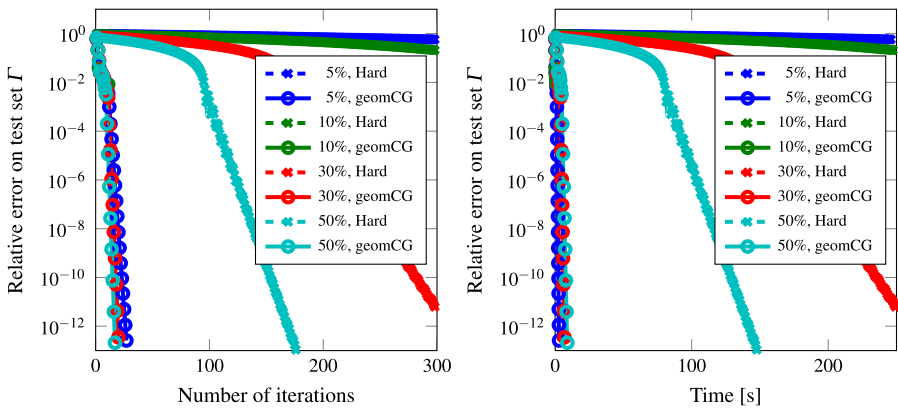 10^0
10^−2
10^−4
10^−6
10^−8
10^−10
10^−12
Relative error on test set Γ
0
100
200
300
Number of iterations
5%, Hard
5%, geomCG
10%, Hard
10%, geomCG
30%, Hard
30%, geomCG
50%, Hard
50%, geomCG
10^0
10^−2
10^−4
10^−6
10^−8
10^−10
10^−12
Relative error on test set Γ
0
100
200
Time [s]
5%, Hard
5%, geomCG
10%, Hard
10%, geomCG
30%, Hard
30%, geomCG
50%, Hard
50%, geomCG